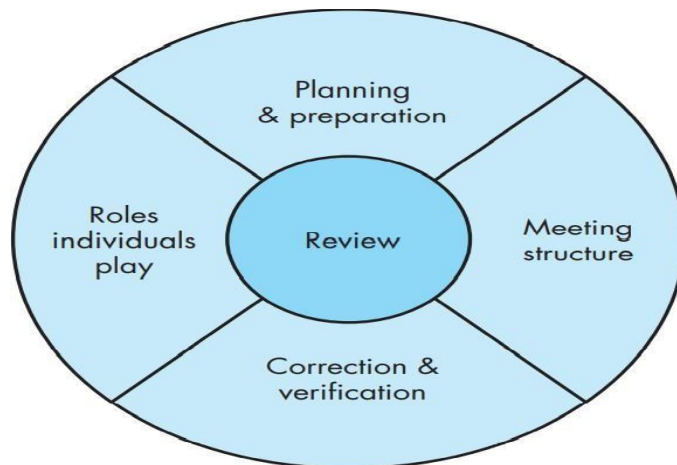 Planning
& preparation
Roles
individuals
play
Review
Meeting
structure
Correction &
verification